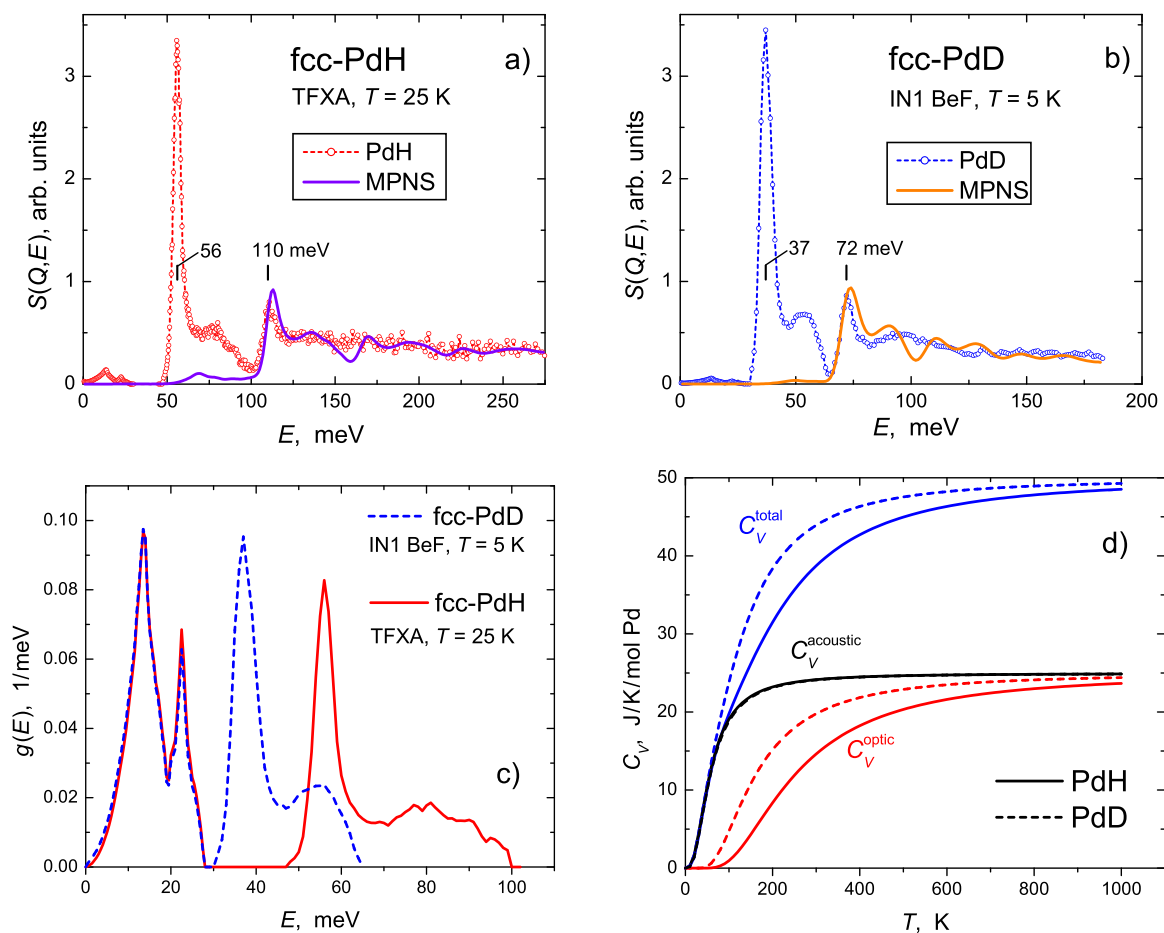 fcc-PdH
a)
TFXA, T = 25 K
PdH
MPNS
56
110 meV
S(Q,E), arb. units
0
1
2
3
0 50 100 150 200 250
E, meV
fcc-PdD
b)
IN1 BeF, T = 5 K
PdD
MPNS
37
72 meV
S(Q,E), arb. units
0
1
2
3
0 50 100 150 200
E, meV
fcc-PdD
IN1 BeF, T = 5 K
fcc-PdH
TFXA, T = 25 K
c)
g(E), 1/meV
0.10
0.08
0.06
0.04
0.02
0.00
0 20 40 60 80 100
E, meV
C_V^total
d)
C_V^acoustic
C_V^optic
PdH
PdD
C_V, J/K/mol Pd
50
40
30
20
10
0
0 200 400 600 800 1000
T, K